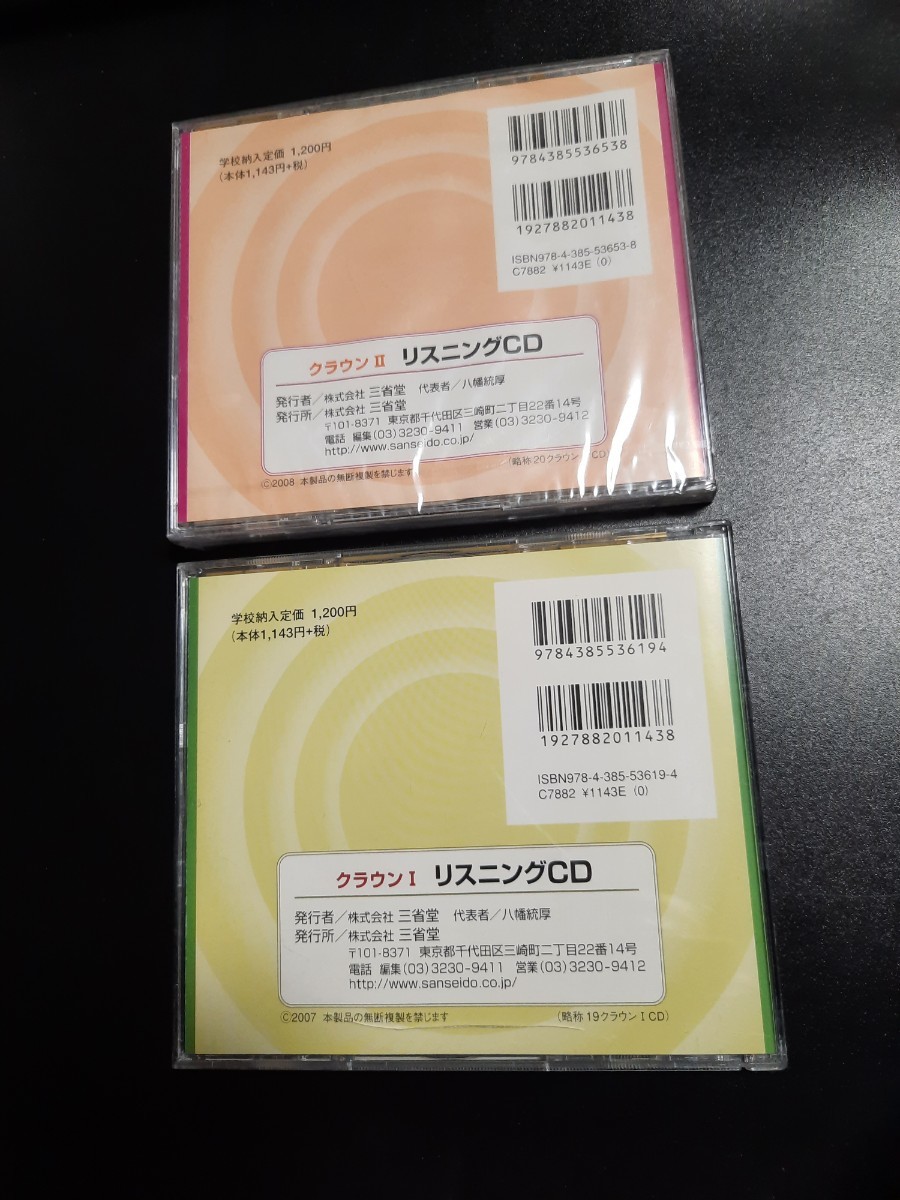 学校納入定価 1,200円
(本体1,143円+税)
9784385536538
1927882011438
ISBN978-4-385-53653-8
C7882 ¥1143E (0)
クラウン II リスニングCD
発行者/株式会社 三省堂 代表者/八幡統厚
発行所/株式会社 三省堂
〒101-8371 東京都千代田区三崎町二丁目22番14号
電話 編集(03)3230-9411 営業(03)3230-9412
http://www.sanseido.co.jp/
(略称20クラウン CD)
©2008 本製品の無断複製を禁じます
学校納入定価 1,200円
(本体1,143円+税)
9784385536194
1927882011438
ISBN978-4-385-53619-4
C7882 ¥1143E (0)
クラウン I リスニングCD
発行者/株式会社 三省堂 代表者/八幡統厚
発行所/株式会社 三省堂
〒101-8371 東京都千代田区三崎町二丁目22番14号
電話 編集(03)3230-9411 営業(03)3230-9412
http://www.sanseido.co.jp/
©2007 本製品の無断複製を禁じます (略称19クラウン I CD)